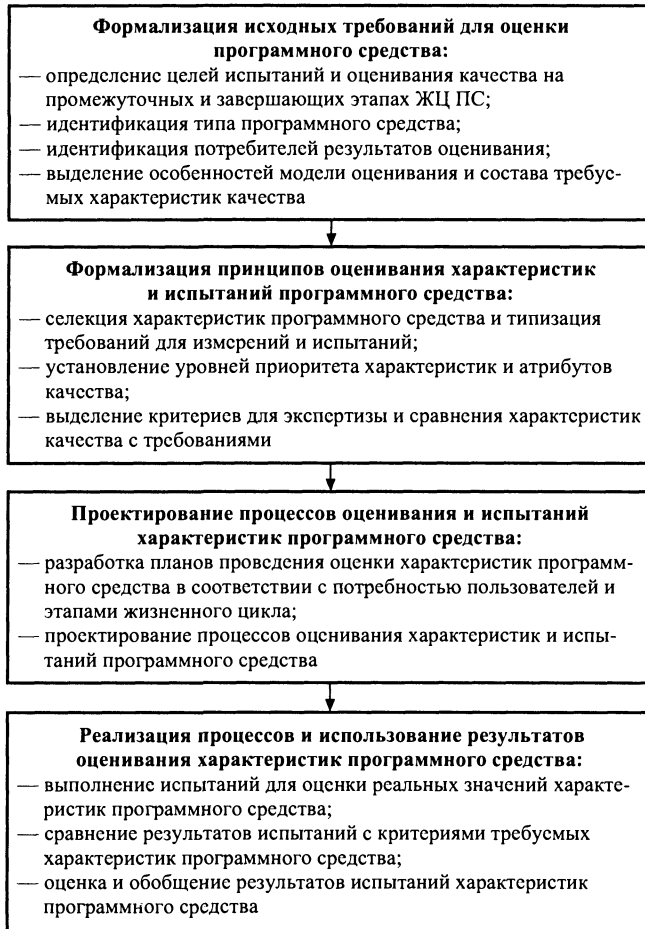 Формализация исходных требований для оценки
программного средства:
— определение целей испытаний и оценивания качества на
промежуточных и завершающих этапах ЖЦ ПС;
— идентификация типа программного средства;
— идентификация потребителей результатов оценивания;
— выделение особенностей модели оценивания и состава требуе-
мых характеристик качества
Формализация принципов оценивания характеристик
и испытаний программного средства:
— селекция характеристик программного средства и типизация
требований для измерений и испытаний;
— установление уровней приоритета характеристик и атрибутов
качества;
— выделение критериев для экспертизы и сравнения характеристик
качества с требованиями
Проектирование процессов оценивания и испытаний
характеристик программного средства:
— разработка планов проведения оценки характеристик программ-
ного средства в соответствии с потребностью пользователей и
этапами жизненного цикла;
— проектирование процессов оценивания характеристик и испы-
таний программного средства
Реализация процессов и использование результатов
оценивания характеристик программного средства:
— выполнение испытаний для оценки реальных значений характе-
ристик программного средства;
— сравнение результатов испытаний с критериями требуемых
характеристик программного средства;
— оценка и обобщение результатов испытаний характеристик
программного средства